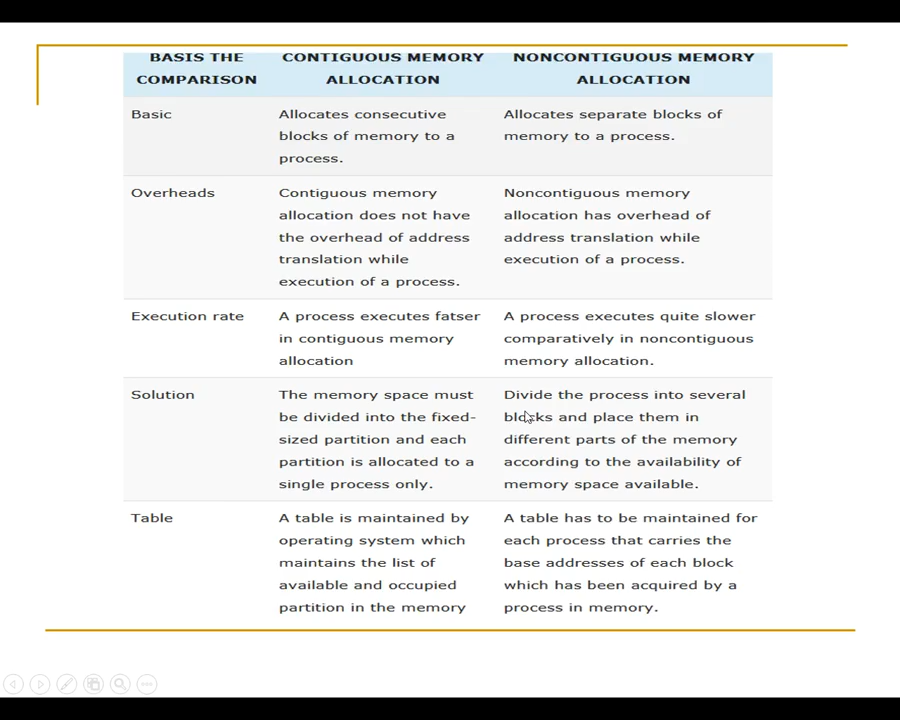 BASIS THE COMPARISON
CONTIGUOUS MEMORY ALLOCATION
NONCONTIGUOUS MEMORY ALLOCATION
Basic
Allocates consecutive
blocks of memory to a
process.
Allocates separate blocks of
memory to a process.
Overheads
Contiguous memory
allocation does not have
the overhead of address
translation while
execution of a process.
Noncontiguous memory
allocation has overhead of
address translation while
execution of a process.
Execution rate
A process executes fatser
in contiguous memory
allocation
A process executes quite slower
comparatively in noncontiguous
memory allocation.
Solution
The memory space must
be divided into the fixed-
sized partition and each
partition is allocated to a
single process only.
Divide the process into several
blocks and place them in
different parts of the memory
according to the availability of
memory space available.
Table
A table is maintained by
operating system which
maintains the list of
available and occupied
partition in the memory
A table has to be maintained for
each process that carries the
base addresses of each block
which has been acquired by a
process in memory.